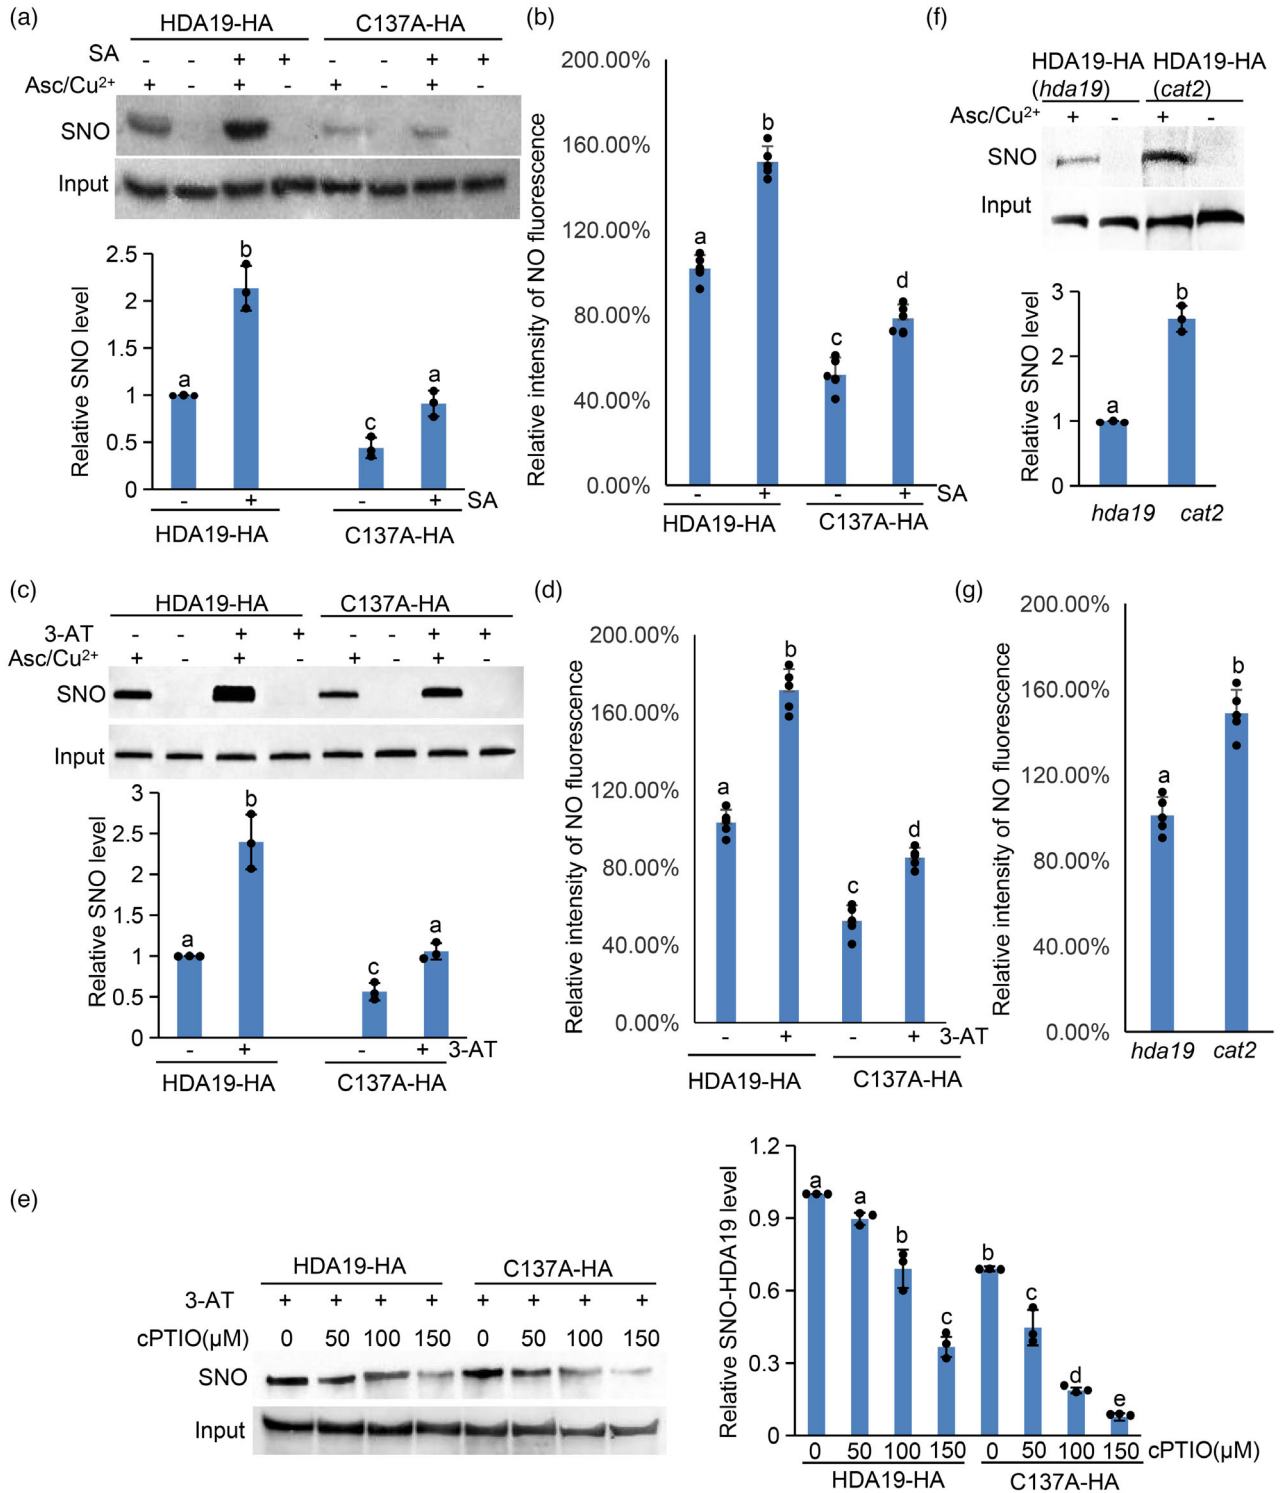 (a)
HDA19-HA C137A-HA
SA - - + + - - + +
Asc/Cu²⁺ + - + - + - + -
SNO
Input
Relative SNO level
2.5
2
1.5
1
0.5
0
a b c a
- + - + SA
HDA19-HA C137A-HA
(b)
Relative intensity of NO fluorescence
200.00%
160.00%
120.00%
80.00%
40.00%
0.00%
a b c d
- + - + SA
HDA19-HA C137A-HA
(f)
HDA19-HA HDA19-HA
(hda19) (cat2)
Asc/Cu²⁺ + - + -
SNO
Input
Relative SNO level
3
2
1
0
a b
hda19 cat2
(c)
HDA19-HA C137A-HA
3-AT - - + + - - + +
Asc/Cu²⁺ + - + - + - + -
SNO
Input
Relative SNO level
3
2.5
2
1.5
1
0.5
0
a b c a
- + - + 3-AT
HDA19-HA C137A-HA
(d)
Relative intensity of NO fluorescence
200.00%
160.00%
120.00%
80.00%
40.00%
0.00%
a b c d
- + - + 3-AT
HDA19-HA C137A-HA
(g)
Relative intensity of NO fluorescence
200.00%
160.00%
120.00%
80.00%
40.00%
0.00%
a b
hda19 cat2
(e)
HDA19-HA C137A-HA
3-AT + + + + + + + +
cPTIO(μM) 0 50 100 150 0 50 100 150
SNO
Input
Relative SNO-HDA19 level
1.2
0.9
0.6
0.3
0
a a b c b c d e
0 50 100 150 0 50 100 150 cPTIO(μM)
HDA19-HA C137A-HA